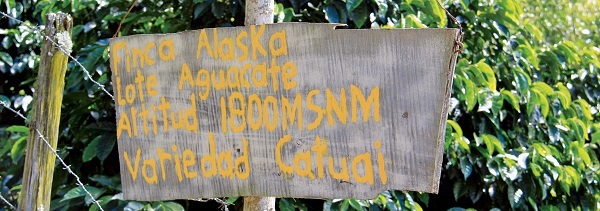 Finca Alaska
Lote Aguacate
Altitud 1800MSNM
Variedad Catuai